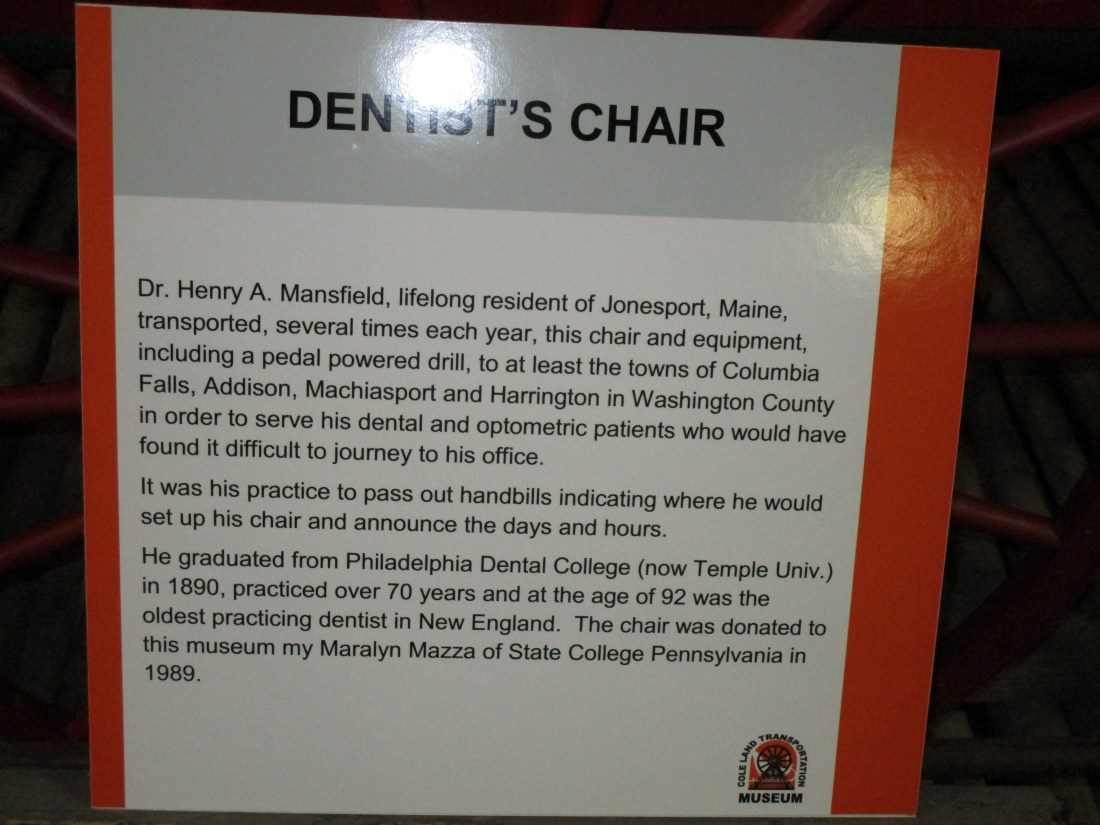 DENTIST'S CHAIR
Dr. Henry A. Mansfield, lifelong resident of Jonesport, Maine,
transported, several times each year, this chair and equipment,
including a pedal powered drill, to at least the towns of Columbia
Falls, Addison, Machiasport and Harrington in Washington County
in order to serve his dental and optometric patients who would have
found it difficult to journey to his office.
It was his practice to pass out handbills indicating where he would
set up his chair and announce the days and hours.
He graduated from Philadelphia Dental College (now Temple Univ.)
in 1890, practiced over 70 years and at the age of 92 was the
oldest practicing dentist in New England. The chair was donated to
this museum my Maralyn Mazza of State College Pennsylvania in
1989.
COLE LAND TRANSPORTATION
MUSEUM